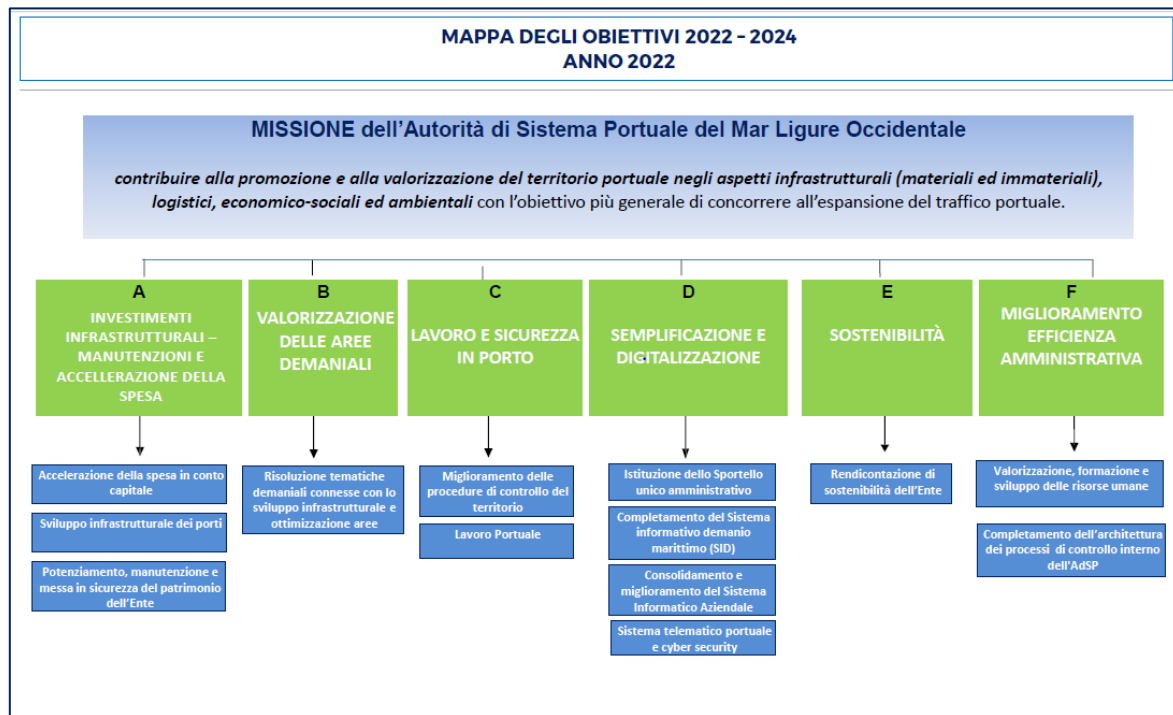 MAPPA DEGLI OBIETTIVI 2022 – 2024
ANNO 2022
MISSIONE dell'Autorità di Sistema Portuale del Mar Ligure Occidentale
contribuire alla promozione e alla valorizzazione del territorio portuale negli aspetti infrastrutturali (materiali ed immateriali),
logistici, economico-sociali ed ambientali con l'obiettivo più generale di concorrere all'espansione del traffico portuale.
A
INVESTIMENTI
INFRASTRUTTURALI –
MANUTENZIONI E
ACCELLERAZIONE DELLA
SPESA
Accelerazione della spesa in conto
capitale
Sviluppo infrastrutturale dei porti
Potenziamento, manutenzione e
messa in sicurezza del patrimonio
dell'Ente
B
VALORIZZAZIONE
DELLE AREE
DEMANIALI
Risoluzione tematiche
demaniali connesse con lo
sviluppo infrastrutturale e
ottimizzazione aree
C
LAVORO E SICUREZZA
IN PORTO
Miglioramento delle
procedure di controllo del
territorio
Lavoro Portuale
D
SEMPLIFICAZIONE E
DIGITALIZZAZIONE
Istituzione dello Sportello
unico amministrativo
Completamento del Sistema
informativo demanio
marittimo (SID)
Consolidamento e
miglioramento del Sistema
Informatico Aziendale
Sistema telematico portuale
e cyber security
E
SOSTENIBILITÀ
Rendicontazione di
sostenibilità dell'Ente
F
MIGLIORAMENTO
EFFICIENZA
AMMINISTRATIVA
Valorizzazione, formazione e
sviluppo delle risorse umane
Completamento dell'architettura
dei processi di controllo interno
dell'AdSP